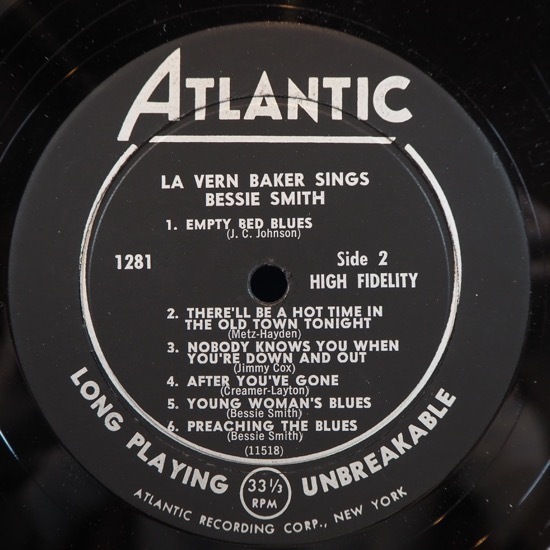 ATLANTIC
LA VERN BAKER SINGS
BESSIE SMITH
1. EMPTY BED BLUES
(J. C. Johnson)
1281
Side 2
HIGH FIDELITY
2. THERE'LL BE A HOT TIME IN
THE OLD TOWN TONIGHT
(Metz-Hayden)
3. NOBODY KNOWS YOU WHEN
YOU'RE DOWN AND OUT
(Jimmy Cox)
4. AFTER YOU'VE GONE
(Creamer-Layton)
5. YOUNG WOMAN'S BLUES
(Bessie Smith)
6. PREACHING THE BLUES
(Bessie Smith)
(11518)
LONG PLAYING
33 1/3
RPM
UNBREAKABLE
ATLANTIC RECORDING CORP., NEW YORK